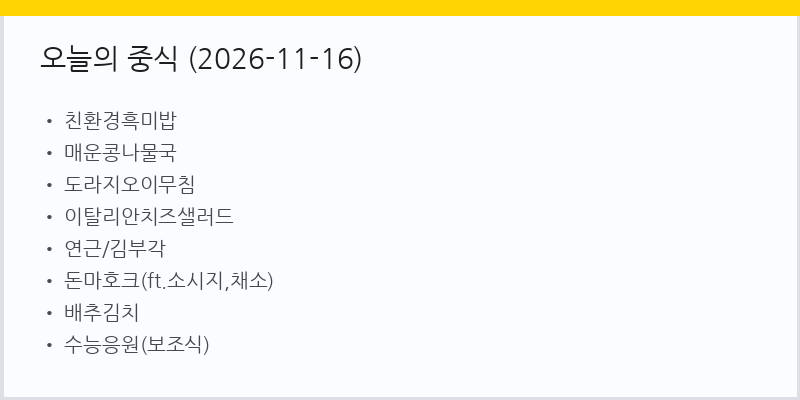 오늘의 중식 (2026-11-16)
• 친환경흑미밥
• 매운콩나물국
• 도라지오이무침
• 이탈리안치즈샐러드
• 연근/김부각
• 돈마호크(ft.소시지,채소)
• 배추김치
• 수능응원(보조식)